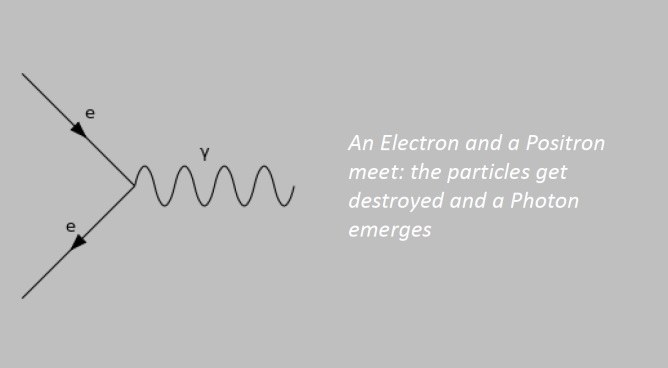 e
γ
An Electron and a Positron
meet: the particles get
destroyed and a Photon
emerges
e